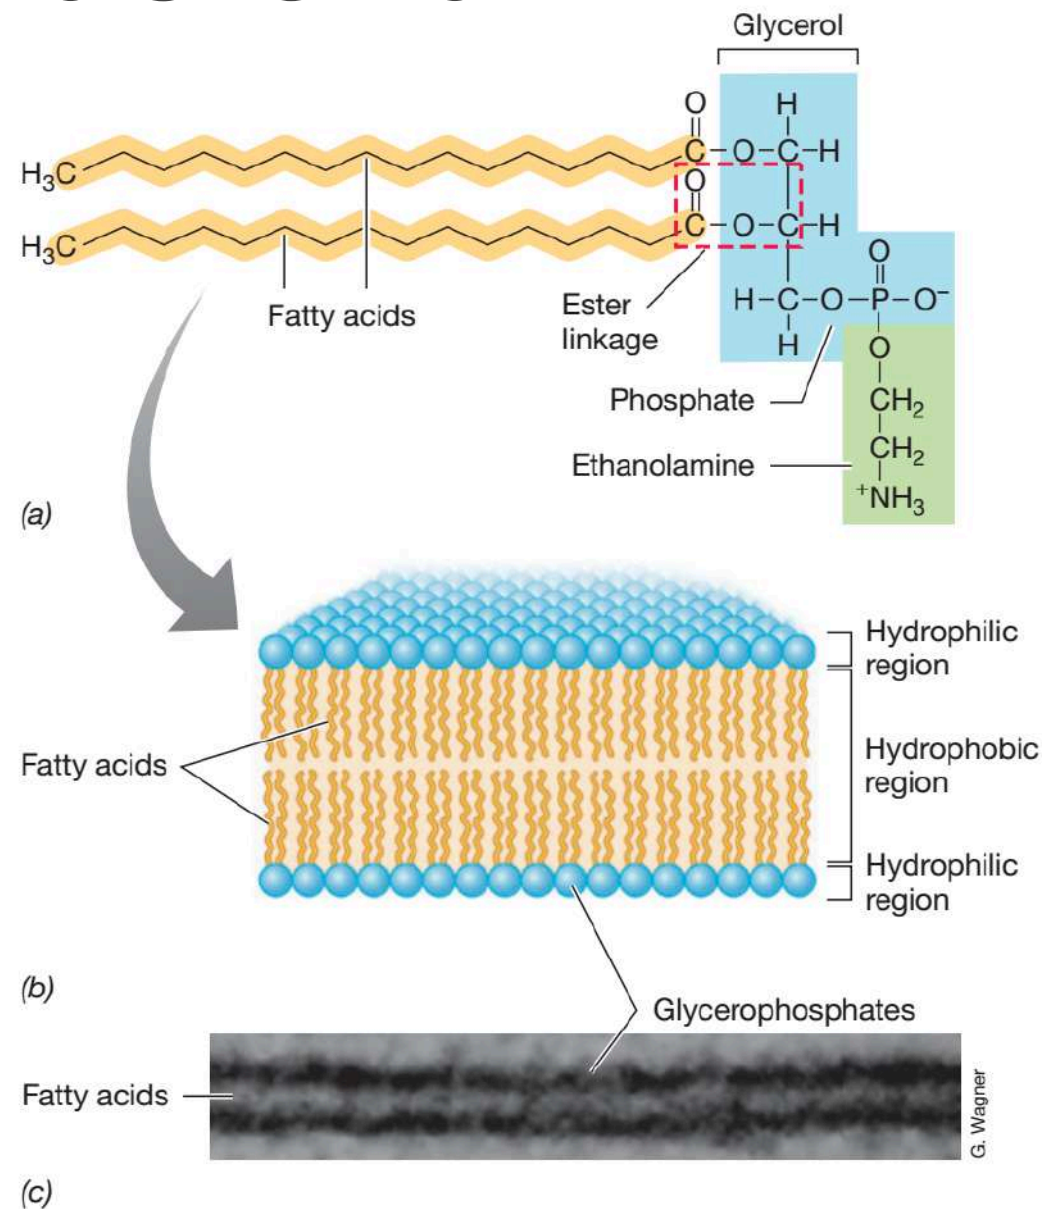 Glycerol
O
H
H₃C
C–O–C–H
O
H₃C
C–O–C–H
O
Fatty acids
Ester
linkage
H–C–O–P–O⁻
H
O
Phosphate
CH₂
Ethanolamine
CH₂
⁺NH₃
(a)
Hydrophilic
region
Fatty acids
Hydrophobic
region
Hydrophilic
region
(b)
Glycerophosphates
Fatty acids
G. Wagner
(c)